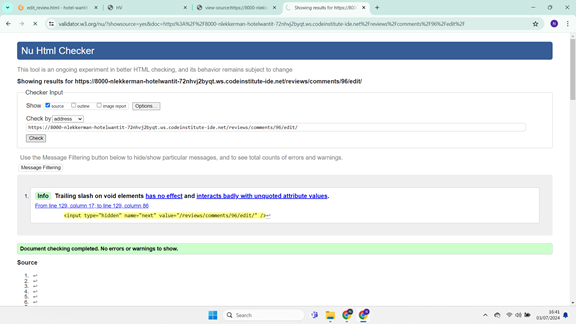 edit_review.html - hotel-wantit
HV
view-source:https://8000-nlekk
Showing results for https://800
validator.w3.org/nu/?showsource=yes&doc=https%3A%2F%2F8000-nlekkerman-hotelwantit-72nhvj2byqt.ws.codeinstitute-ide.net%2Freviews%2Fcomments%2F96%2Fedit%2F
Nu Html Checker
This tool is an ongoing experiment in better HTML checking, and its behavior remains subject to change
Showing results for https://8000-nlekkerman-hotelwantit-72nhvj2byqt.ws.codeinstitute-ide.net/reviews/comments/96/edit/
Checker Input
Show source outline image report Options...
Check by address
https://8000-nlekkerman-hotelwantit-72nhvj2byqt.ws.codeinstitute-ide.net/reviews/comments/96/edit/
Check
Use the Message Filtering button below to hide/show particular messages, and to see total counts of errors and warnings.
Message Filtering
1. Info Trailing slash on void elements has no effect and interacts badly with unquoted attribute values.
From line 129, column 17; to line 129, column 86
<input type="hidden" name="next" value="/reviews/comments/96/edit/" />↩
Document checking completed. No errors or warnings to show.
Source
1. ↩
2. ↩
3. ↩
4. ↩
5. ↩
6. ↩
Search
16:41
03/07/2024